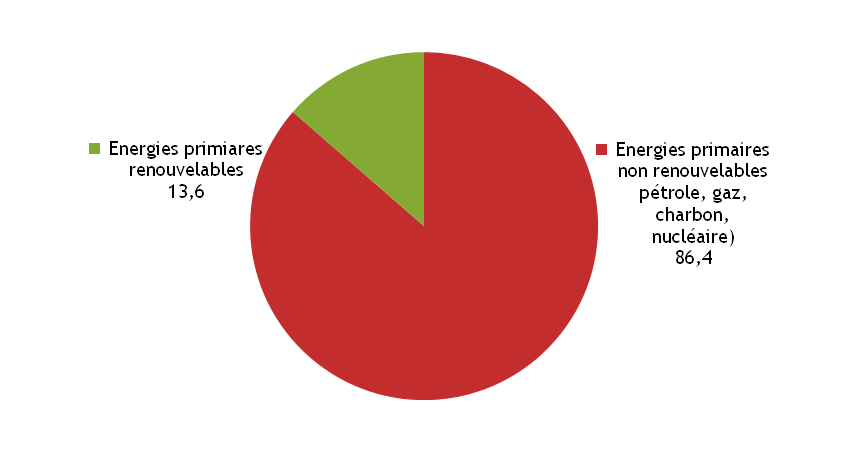 Energies primiares
renouvelables
13,6
Energies primaires
non renouvelables
pétrole, gaz,
charbon,
nucléaire)
86,4